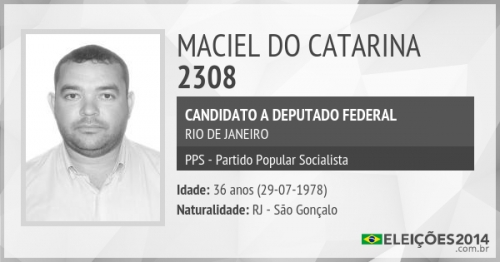 MACIEL DO CATARINA
2308
CANDIDATO A DEPUTADO FEDERAL
RIO DE JANEIRO
PPS - Partido Popular Socialista
Idade: 36 anos (29-07-1978)
Naturalidade: RJ - São Gonçalo
ELEIÇÕES2014
.com.br